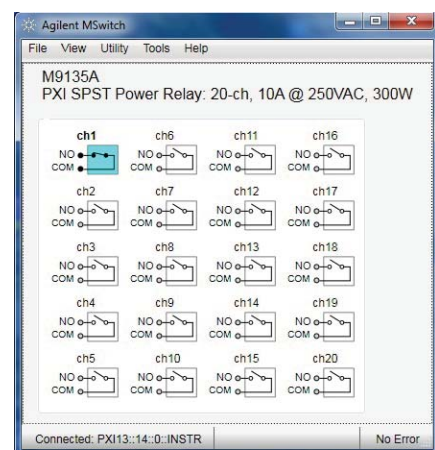 Agilent MSwitch
File View Utility Tools Help
M9135A
PXI SPST Power Relay: 20-ch, 10A @ 250VAC, 300W
ch1 ch6 ch11 ch16
NO NO NO NO
COM COM COM COM
ch2 ch7 ch12 ch17
NO NO NO NO
COM COM COM COM
ch3 ch8 ch13 ch18
NO NO NO NO
COM COM COM COM
ch4 ch9 ch14 ch19
NO NO NO NO
COM COM COM COM
ch5 ch10 ch15 ch20
NO NO NO NO
COM COM COM COM
Connected: PXI13::14::0::INSTR No Error